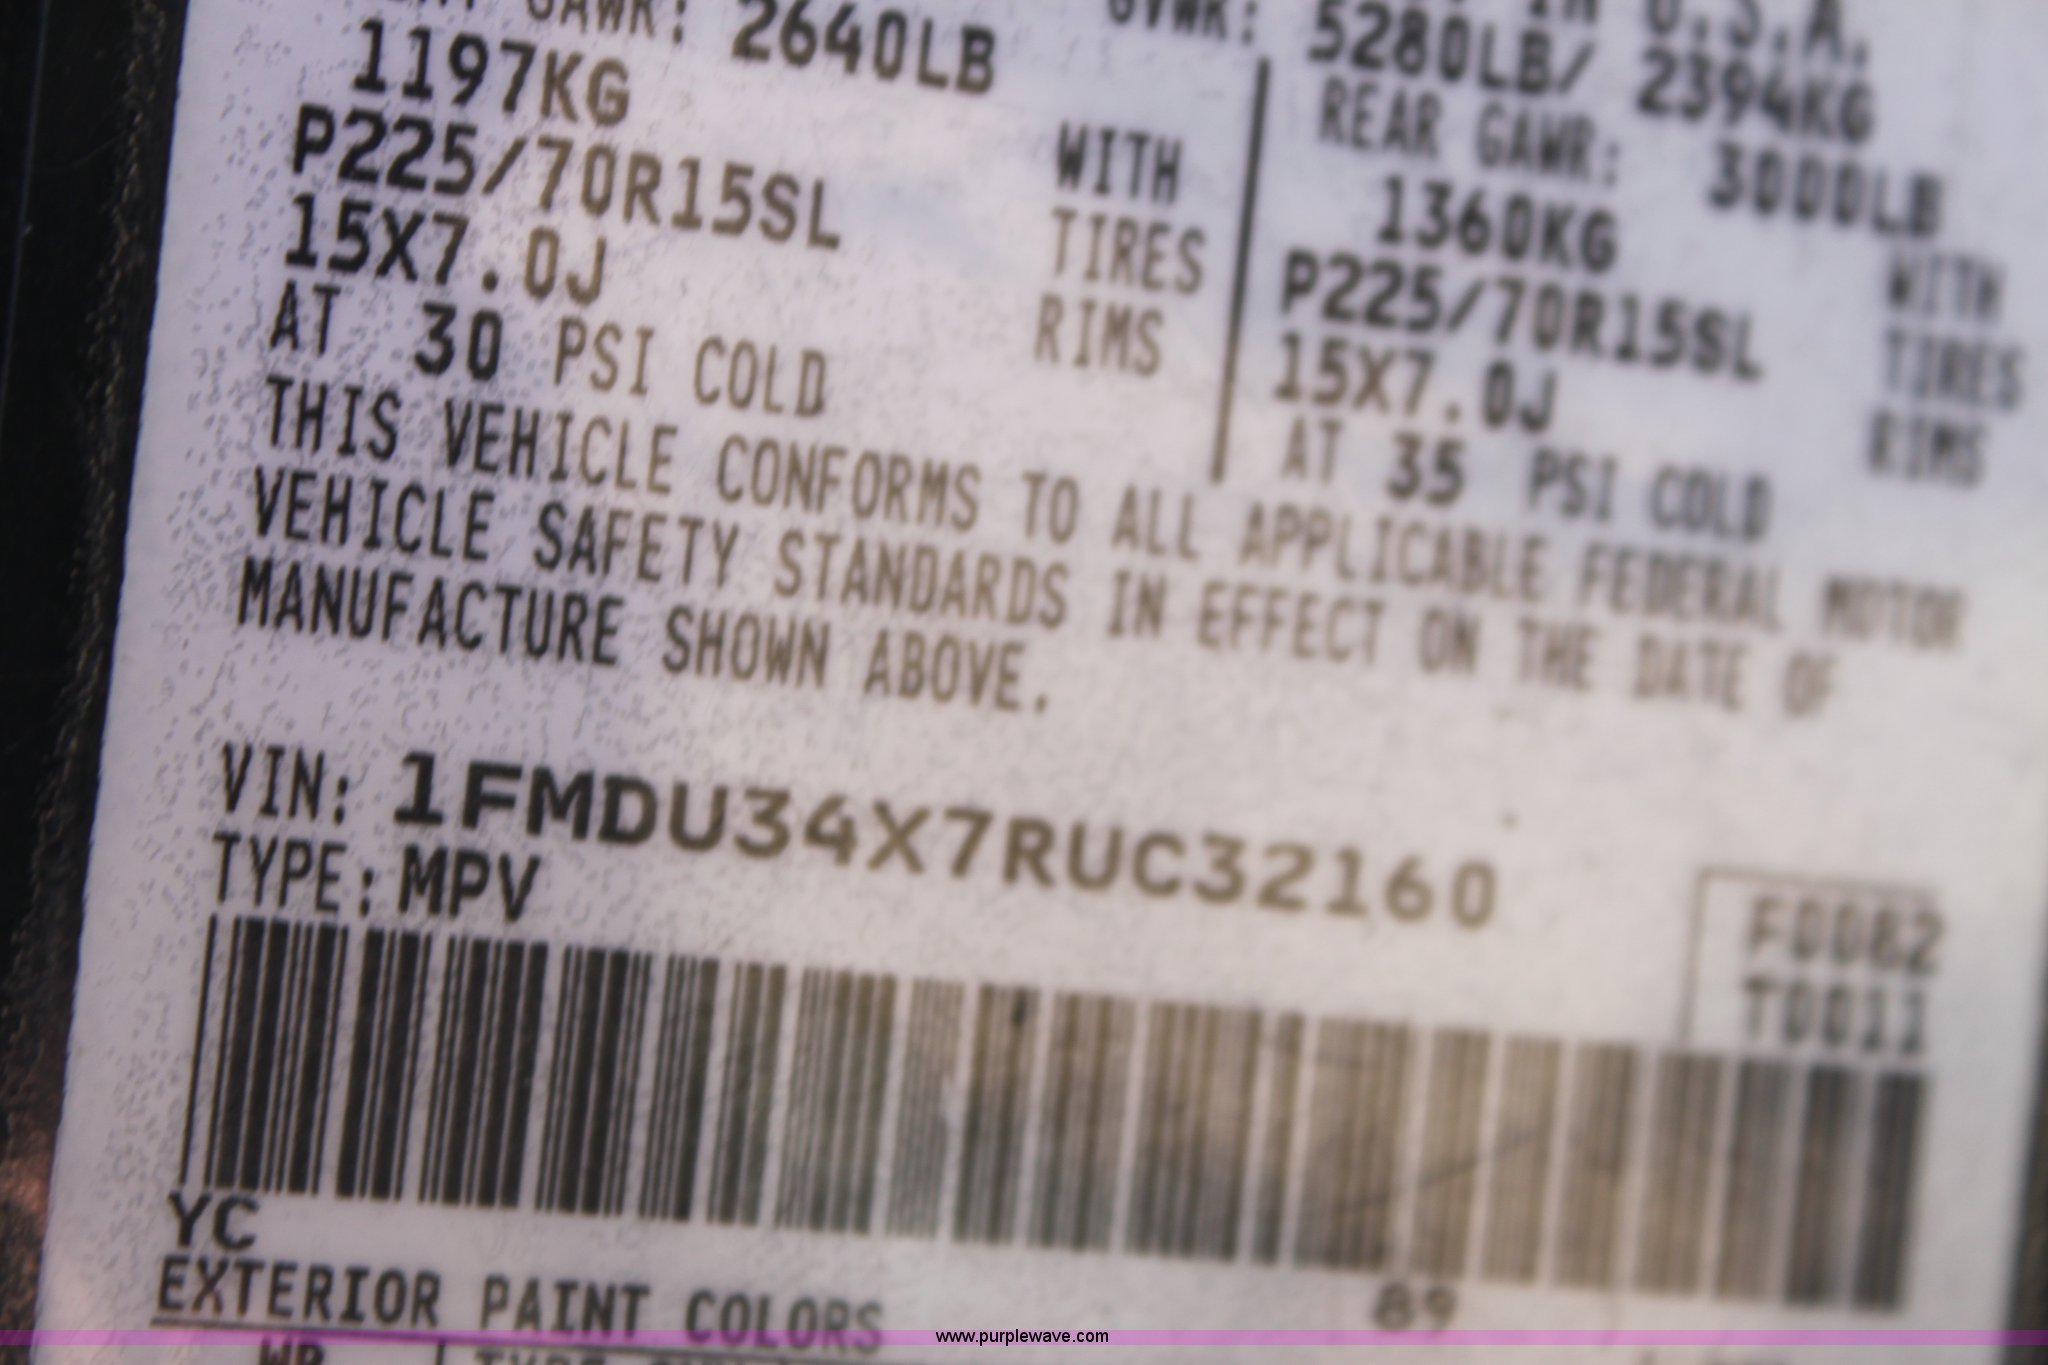 GAWR: 2640LB
GVWR: 5280LB/ 2394KG
IN U.S.A.
1197KG WITH
P225/70R15SL TIRES
15X7.0J RIMS
AT 30 PSI COLD
REAR GAWR: 3000LB
1360KG WITH
P225/70R15SL TIRES
15X7.0J RIMS
AT 35 PSI COLD
THIS VEHICLE CONFORMS TO ALL APPLICABLE FEDERAL MOTOR
VEHICLE SAFETY STANDARDS IN EFFECT ON THE DATE OF
MANUFACTURE SHOWN ABOVE.
VIN: 1FMDU34X7RUC32160
TYPE: MPV
F0082
T0011
YC
89
EXTERIOR PAINT COLORS
www.purplewave.com